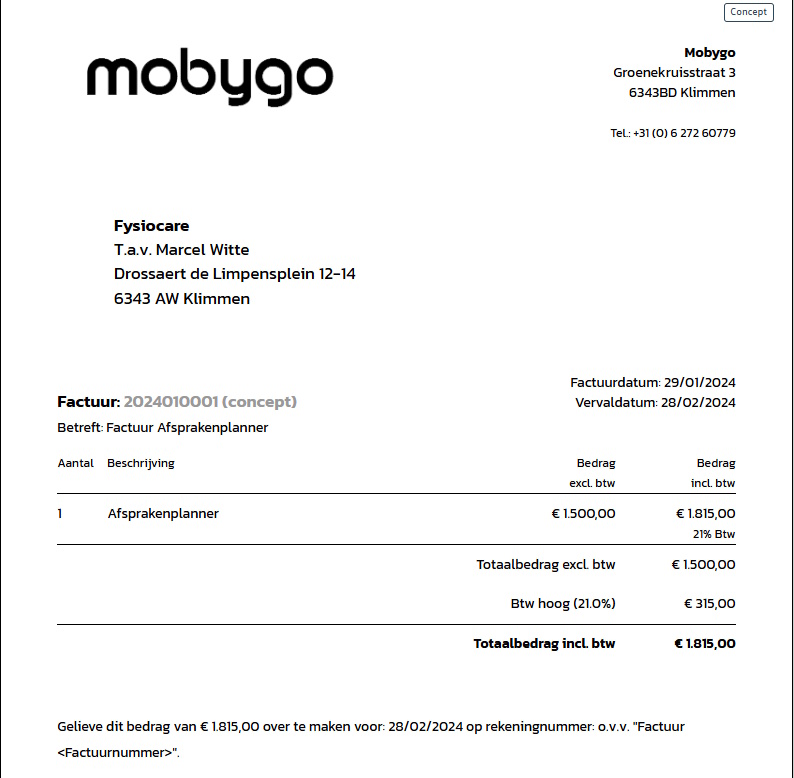 Concept
mobygo
Mobygo
Groenekruisstraat 3
6343BD Klimmen
Tel.: +31 (0) 6 272 60779
Fysiocare
T.a.v. Marcel Witte
Drossaert de Limpensplein 12-14
6343 AW Klimmen
Factuurdatum: 29/01/2024
Factuur: 2024010001 (concept)
Vervaldatum: 28/02/2024
Betreft: Factuur Afsprakenplanner
Aantal Beschrijving Bedrag Bedrag
excl. btw incl. btw
1 Afsprakenplanner € 1.500,00 € 1.815,00
21% Btw
Totaalbedrag excl. btw € 1.500,00
Btw hoog (21.0%) € 315,00
Totaalbedrag incl. btw € 1.815,00
Gelieve dit bedrag van € 1.815,00 over te maken voor: 28/02/2024 op rekeningnummer: o.v.v. "Factuur
<Factuurnummer>".